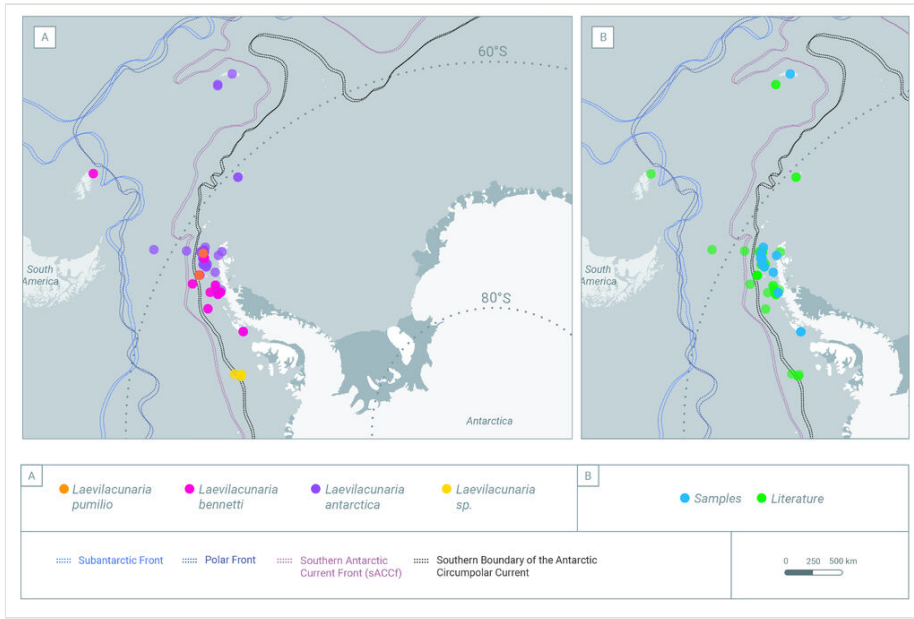 A
B
60°S
South
America
80°S
Antarctica
South
America
A
Laevilacunaria
pumilio
Laevilacunaria
bennetti
Laevilacunaria
antarctica
Laevilacunaria
sp.
B
Samples
Literature
Subantarctic Front
Polar Front
Southern Antarctic
Current Front (sACCf)
Southern Boundary of the Antarctic
Circumpolar Current
0 250 500 km